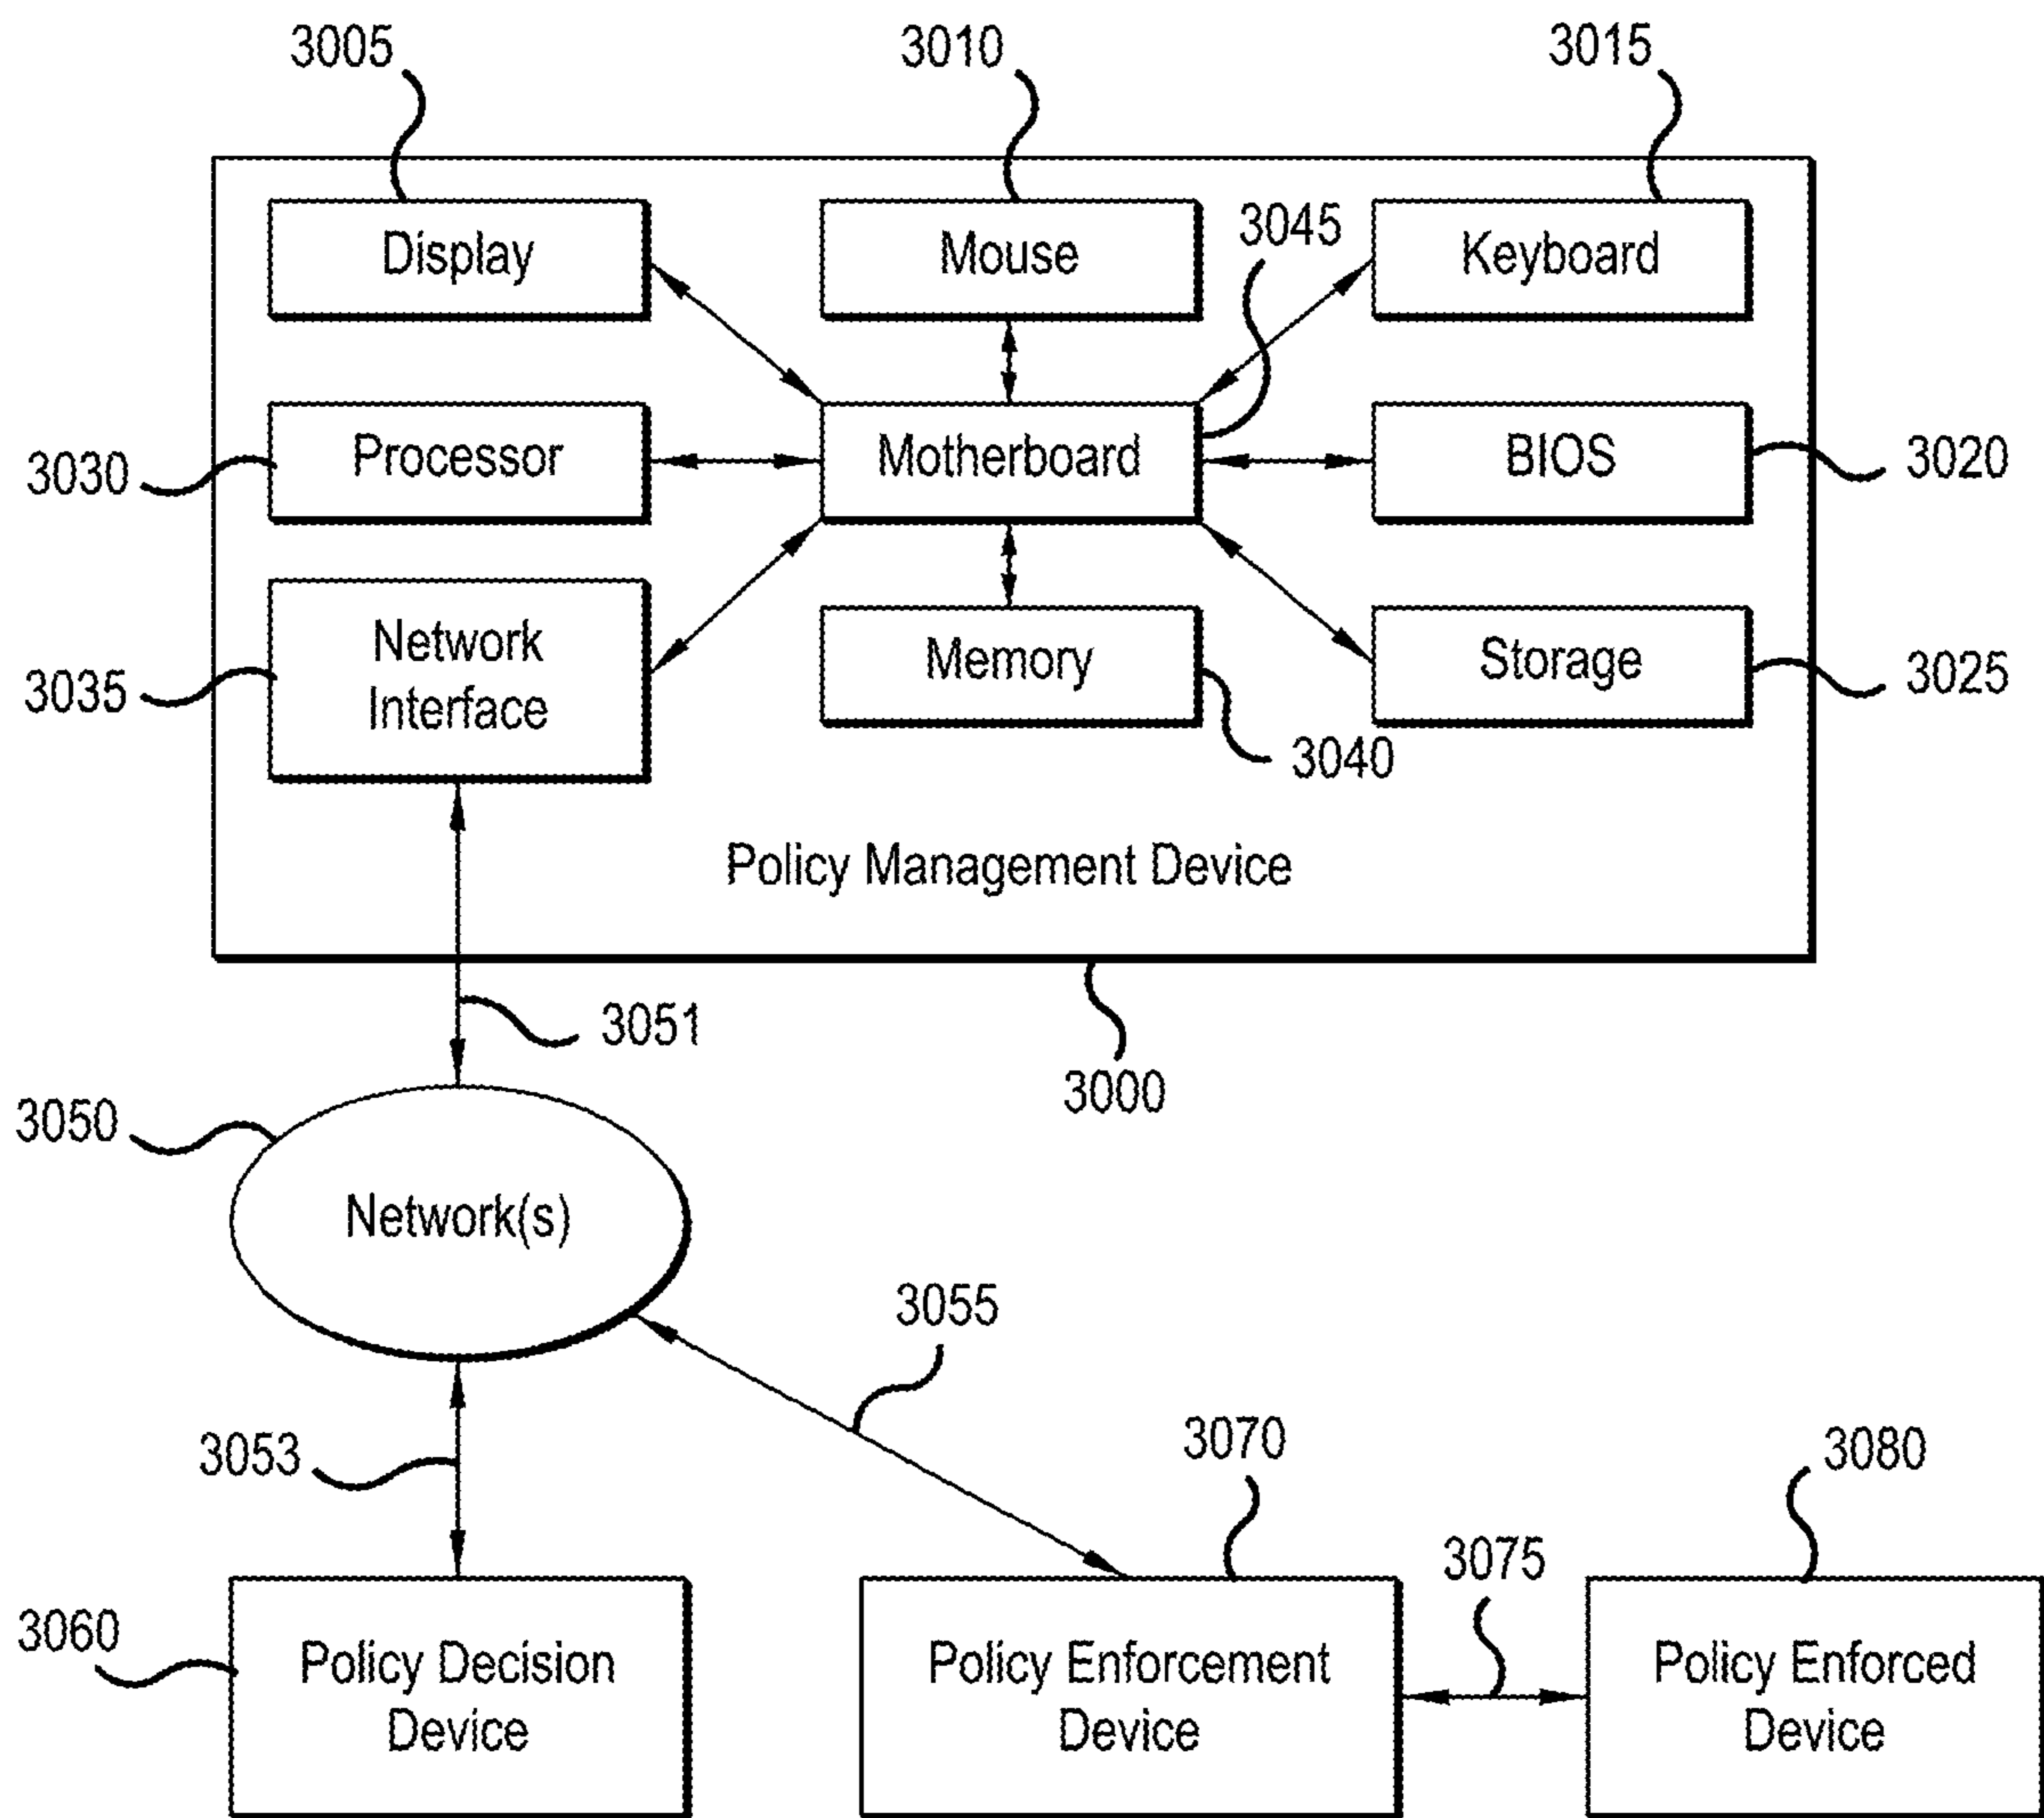 3005
3010
3015
Display
Mouse
3045
Keyboard
3030
Processor
Motherboard
BIOS
3020
3035
Network
Interface
Memory
Storage
3025
3040
Policy Management Device
3051
3000
3050
Network(s)
3055
3053
3070
3080
3075
3060
Policy Decision
Device
Policy Enforcement
Device
Policy Enforced
Device